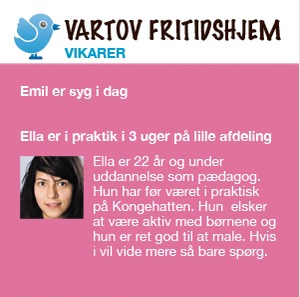 VARTOV FRITIDSHJEM
VIKARER
Emil er syg i dag
Ella er i praktik i 3 uger på lille afdeling
Ella er 22 år og under
uddannelse som pædagog.
Hun har før været i praktisk
på Kongehatten. Hun  elsker
at være aktiv med børnene og
hun er ret god til at male. Hvis
i vil vide mere så bare spørg.